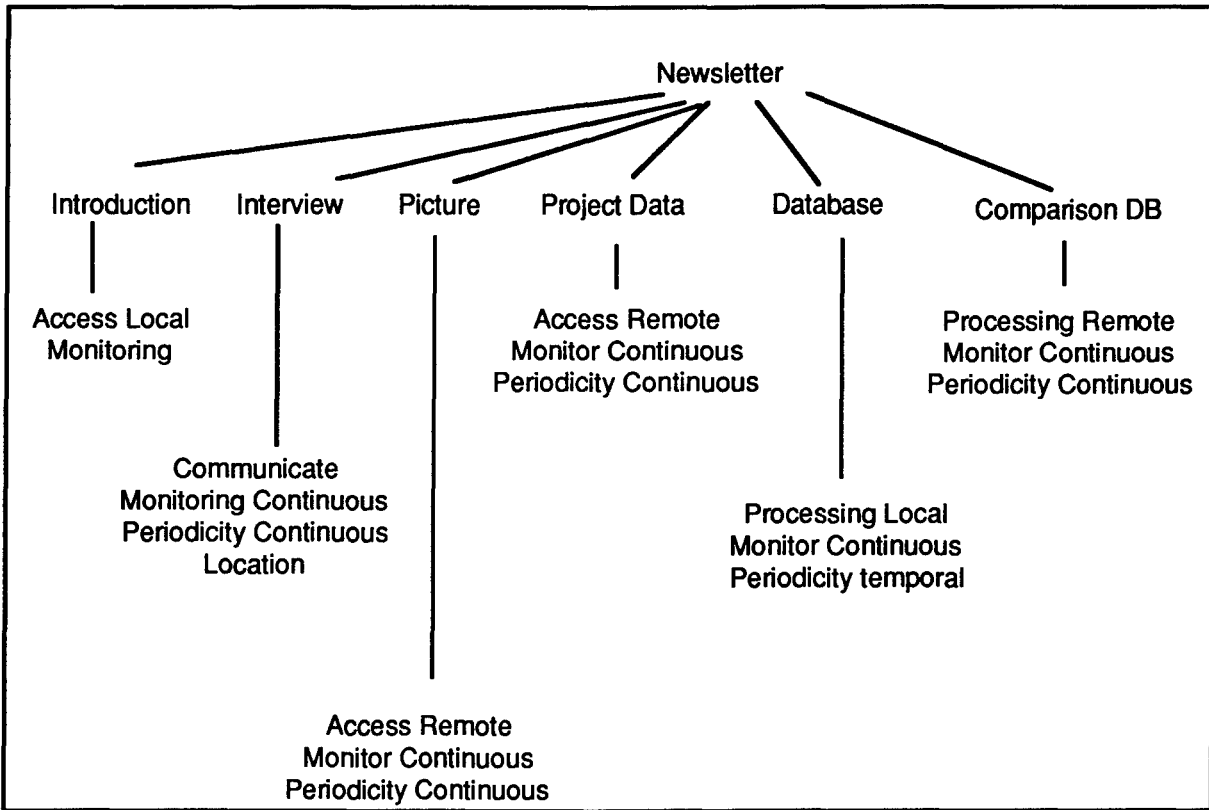 Newsletter
Introduction
Interview
Picture
Project Data
Database
Comparison DB
Access Local
Monitoring
Communicate
Monitoring Continuous
Periodicity Continuous
Location
Access Remote
Monitor Continuous
Periodicity Continuous
Access Remote
Monitor Continuous
Periodicity Continuous
Processing Local
Monitor Continuous
Periodicity temporal
Processing Remote
Monitor Continuous
Periodicity Continuous